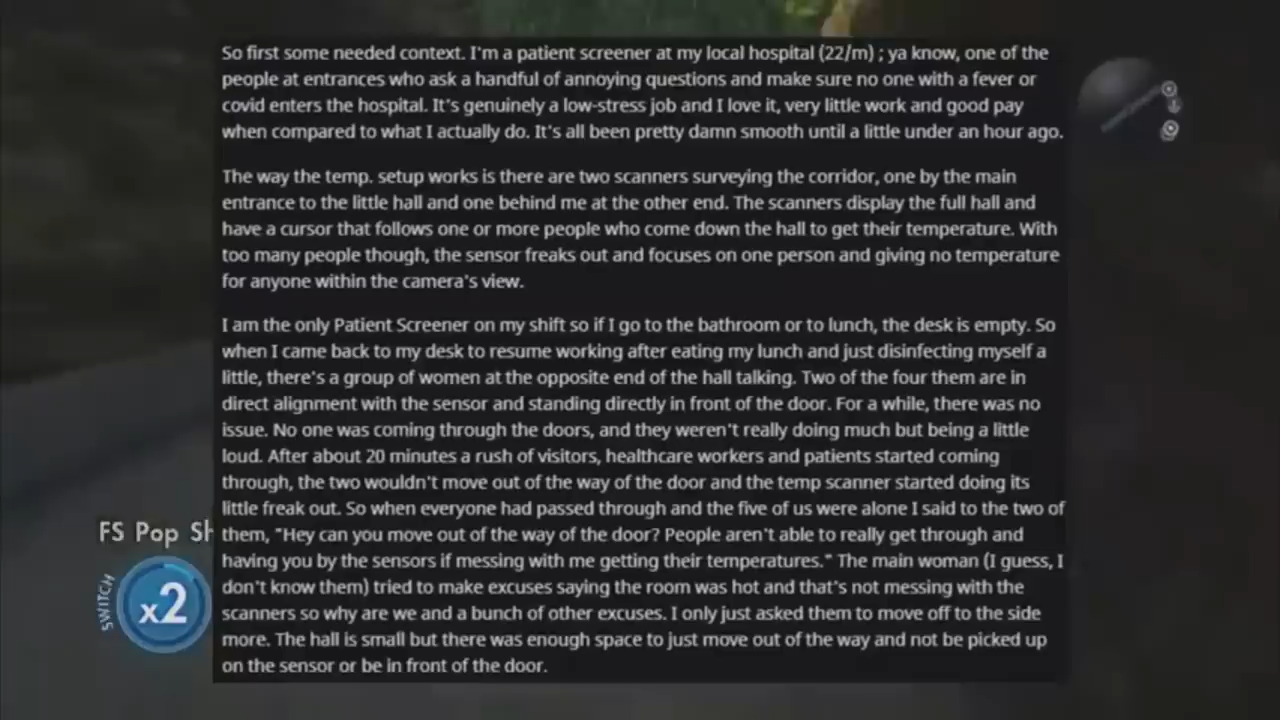 So first some needed context. I'm a patient screener at my local hospital (22/m) ; ya know, one of the
people at entrances who ask a handful of annoying questions and make sure no one with a fever or
covid enters the hospital. It's genuinely a low-stress job and I love it, very little work and good pay
when compared to what I actually do. It's all been pretty damn smooth until a little under an hour ago.
The way the temp. setup works is there are two scanners surveying the corridor, one by the main
entrance to the little hall and one behind me at the other end. The scanners display the full hall and
have a cursor that follows one or more people who come down the hall to get their temperature. With
too many people though, the sensor freaks out and focuses on one person and giving no temperature
for anyone within the camera's view.
I am the only Patient Screener on my shift so if I go to the bathroom or to lunch, the desk is empty. So
when I came back to my desk to resume working after eating my lunch and just disinfecting myself a
little, there's a group of women at the opposite end of the hall talking. Two of the four them are in
direct alignment with the sensor and standing directly in front of the door. For a while, there was no
issue. No one was coming through the doors, and they weren't really doing much but being a little
loud. After about 20 minutes a rush of visitors, healthcare workers and patients started coming
through, the two wouldn't move out of the way of the door and the temp scanner started doing its
little freak out. So when everyone had passed through and the five of us were alone I said to the two of
them, "Hey can you move out of the way of the door? People aren't able to really get through and
having you by the sensors if messing with me getting their temperatures." The main woman (I guess, I
don't know them) tried to make excuses saying the room was hot and that's not messing with the
scanners so why are we and a bunch of other excuses. I only just asked them to move off to the side
more. The hall is small but there was enough space to just move out of the way and not be picked up
on the sensor or be in front of the door.
FS Pop Sh
SWITCH
x2